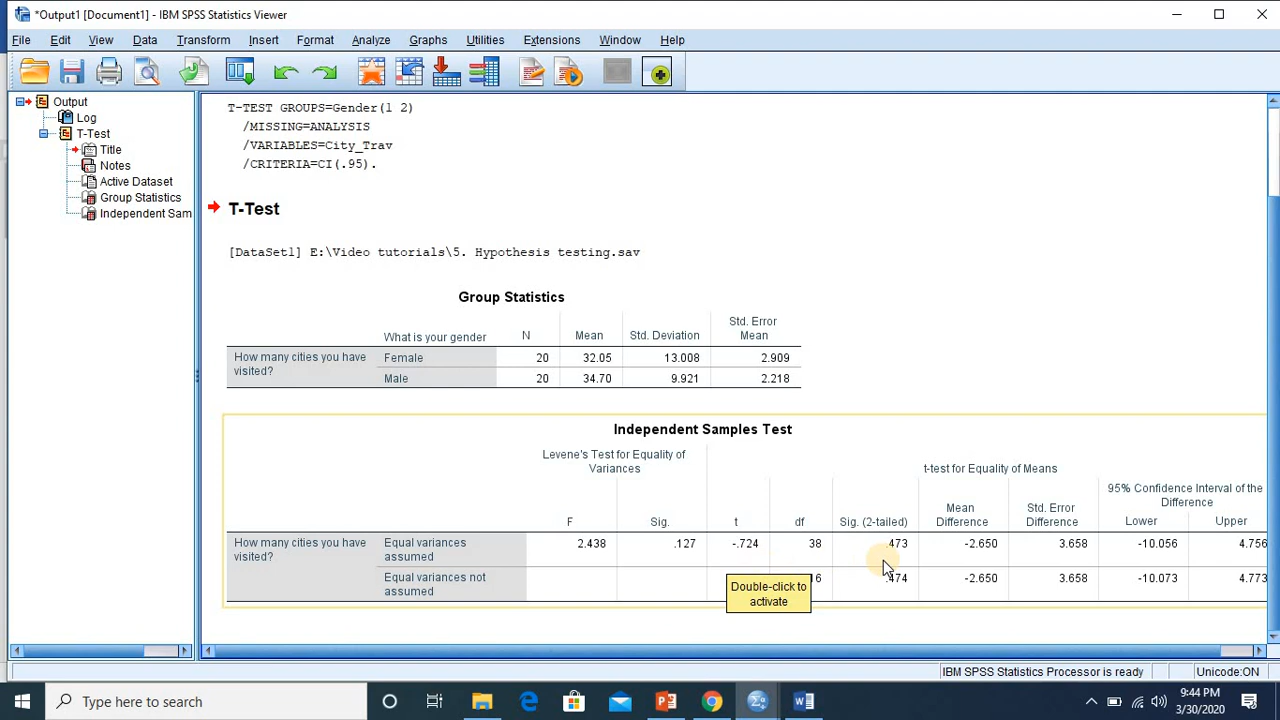 *Output1 [Document1] - IBM SPSS Statistics Viewer
File Edit View Data Transform Insert Format Analyze Graphs Utilities Extensions Window Help
Output
Log
T-Test
Title
Notes
Active Dataset
Group Statistics
Independent Sam
T-TEST GROUPS=Gender(1 2)
/MISSING=ANALYSIS
/VARIABLES=City_Trav
/CRITERIA=CI(.95).
T-Test
[DataSet1] E:\Video tutorials\5. Hypothesis testing.sav
Group Statistics
What is your gender N Mean Std. Deviation Std. Error Mean
How many cities you have visited? Female 20 32.05 13.008 2.909
Male 20 34.70 9.921 2.218
Independent Samples Test
Levene's Test for Equality of Variances t-test for Equality of Means
95% Confidence Interval of the Difference
F Sig. t df Sig. (2-tailed) Mean Difference Std. Error Difference Lower Upper
How many cities you have visited? Equal variances assumed 2.438 .127 -.724 38 .473 -2.650 3.658 -10.056 4.756
Equal variances not assumed .474 -2.650 3.658 -10.073 4.773
Double-click to
activate
IBM SPSS Statistics Processor is ready Unicode:ON
Type here to search
9:44 PM
3/30/2020